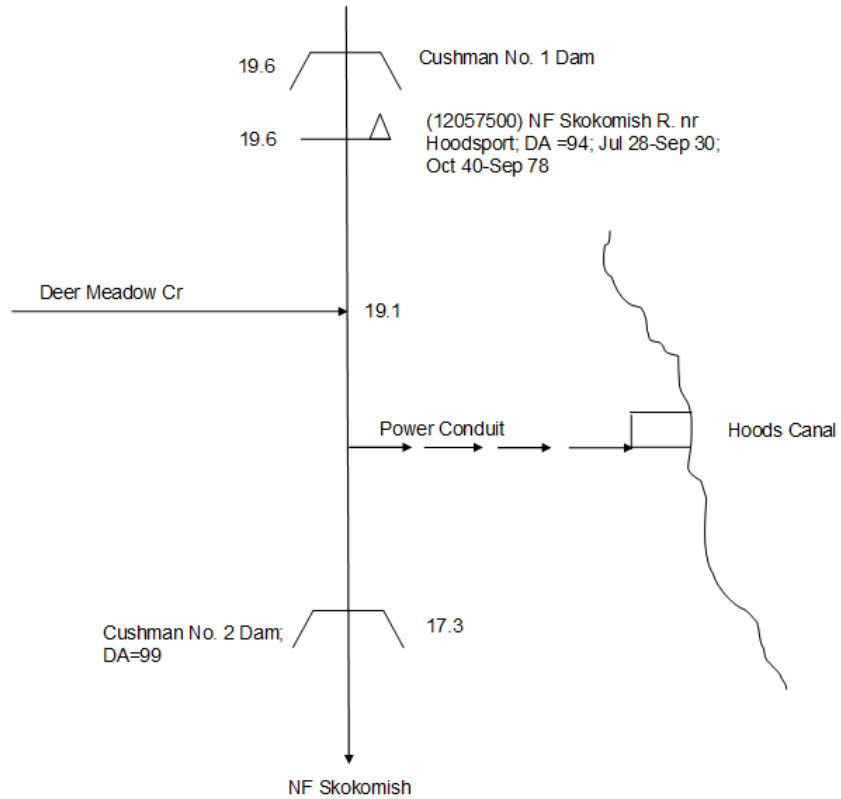 19.6
Cushman No. 1 Dam
19.6
(12057500) NF Skokomish R. nr
Hoodsport; DA =94; Jul 28-Sep 30;
Oct 40-Sep 78
Deer Meadow Cr
19.1
Power Conduit
Hoods Canal
Cushman No. 2 Dam;
DA=99
17.3
NF Skokomish